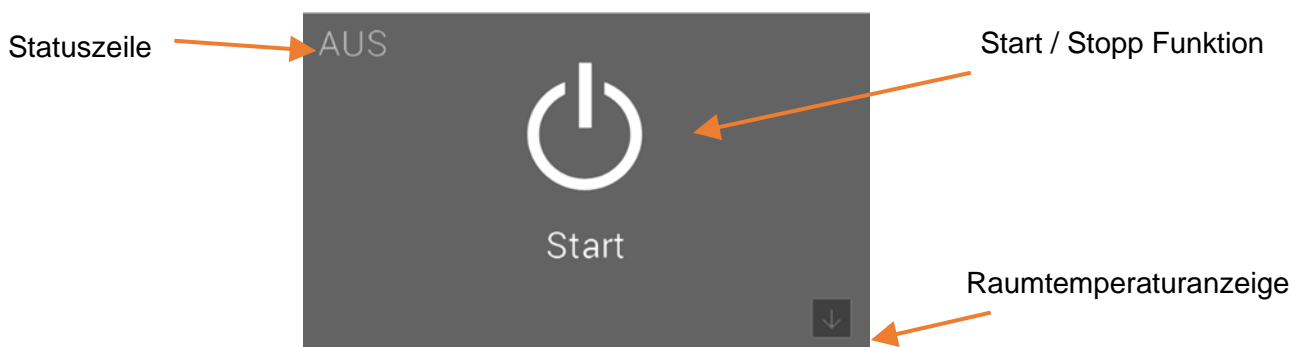 Statuszeile
AUS
Start / Stopp Funktion
Start
Raumtemperaturanzeige